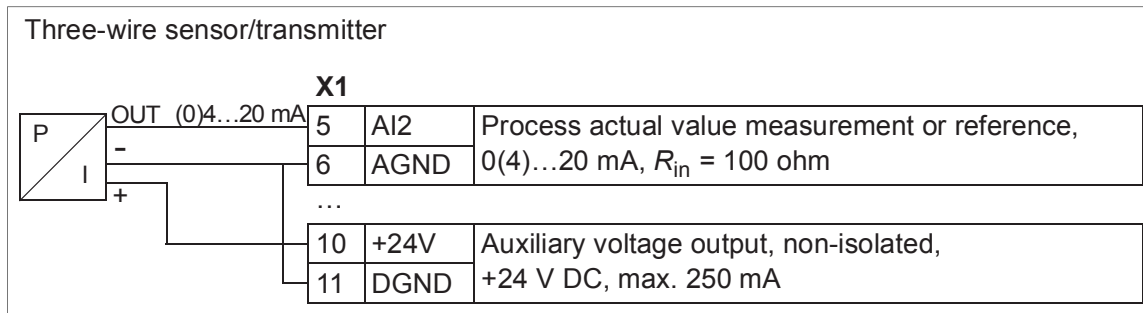 Three-wire sensor/transmitter
X1
P
I
OUT (0)4…20 mA
-
+
5 AI2 Process actual value measurement or reference,
6 AGND 0(4)…20 mA, Rin = 100 ohm
…
10 +24V Auxiliary voltage output, non-isolated,
11 DGND +24 V DC, max. 250 mA